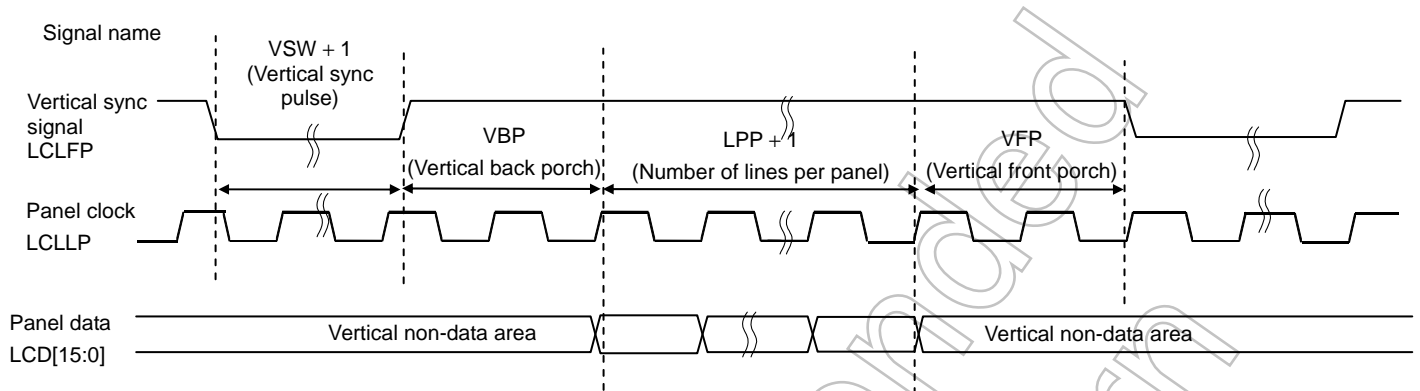 Signal name
VSW + 1
(Vertical sync
pulse)
Vertical sync
signal
LCLFP
VBP
(Vertical back porch)
LPP + 1
(Number of lines per panel)
VFP
(Vertical front porch)
Panel clock
LCLLP
Panel data
LCD[15:0]
Vertical non-data area
Vertical non-data area